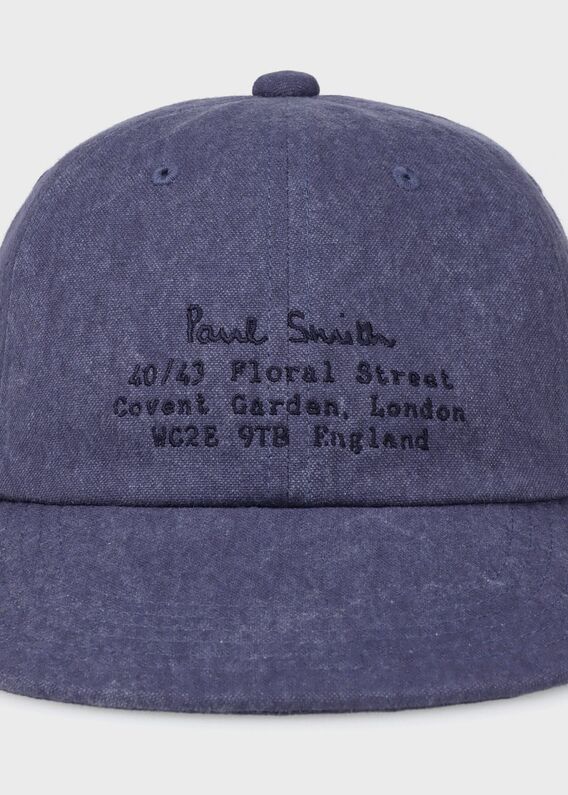 Paul Smith
40/43 Floral Street
Covent Garden, London
WC2E 9TB England